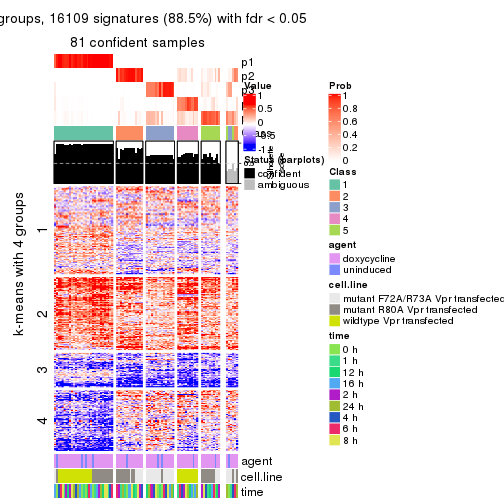 groups, 16109 signatures (88.5%) with fdr < 0.05
81 confident samples
p1
p2
Value
1
0.5
0
-0.5
-1
Status (barplots)
confident
ambiguous
Prob
1
0.8
0.6
0.4
0.2
0
Class
1
2
3
4
5
agent
doxycycline
uninduced
cell.line
mutant F72A/R73A Vpr transfected
mutant R80A Vpr transfected
wildtype Vpr transfected
time
0 h
1 h
12 h
16 h
2 h
24 h
4 h
6 h
8 h
k-means with 4 groups
1
2
3
4
agent
cell.line
time